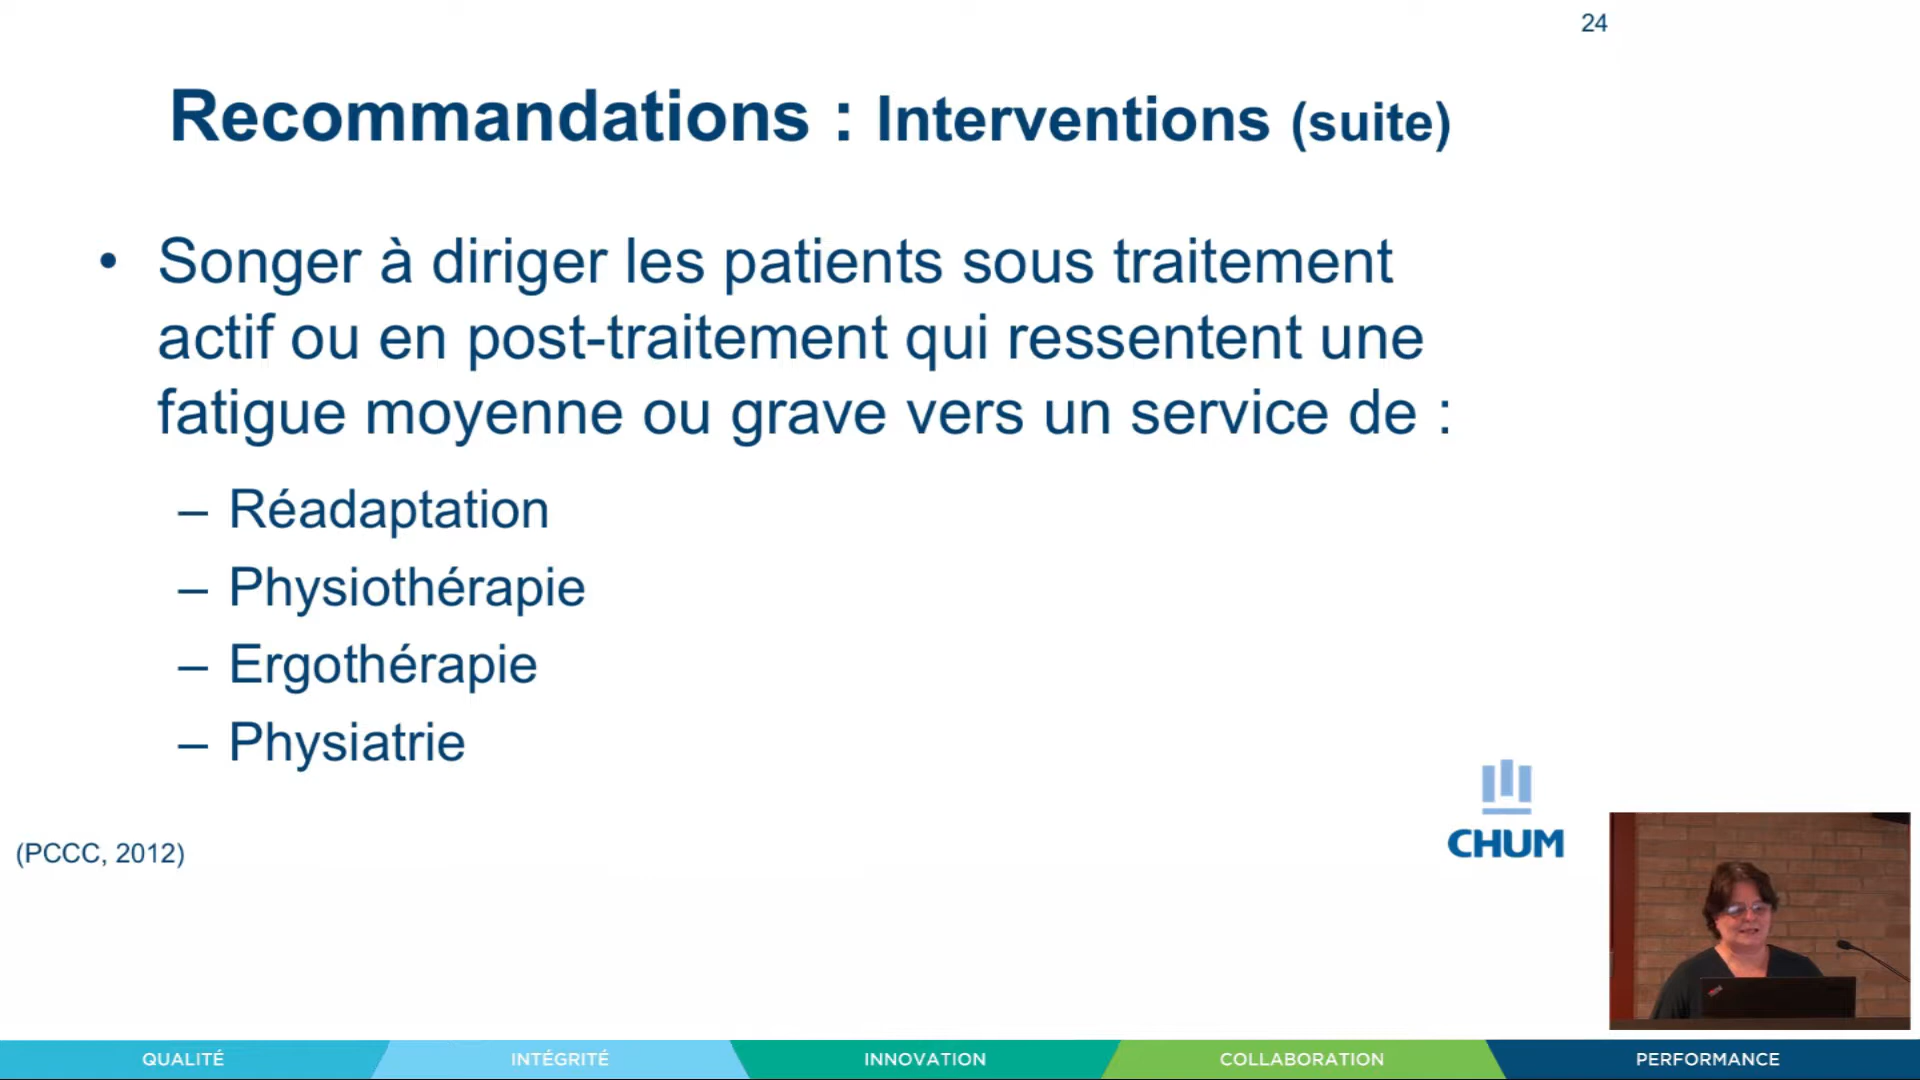 24
Recommandations : Interventions (suite)
• Songer à diriger les patients sous traitement
actif ou en post-traitement qui ressentent une
fatigue moyenne ou grave vers un service de :
– Réadaptation
– Physiothérapie
– Ergothérapie
– Physiatrie
(PCCC, 2012)
CHUM
QUALITÉ INTÉGRITÉ INNOVATION COLLABORATION PERFORMANCE